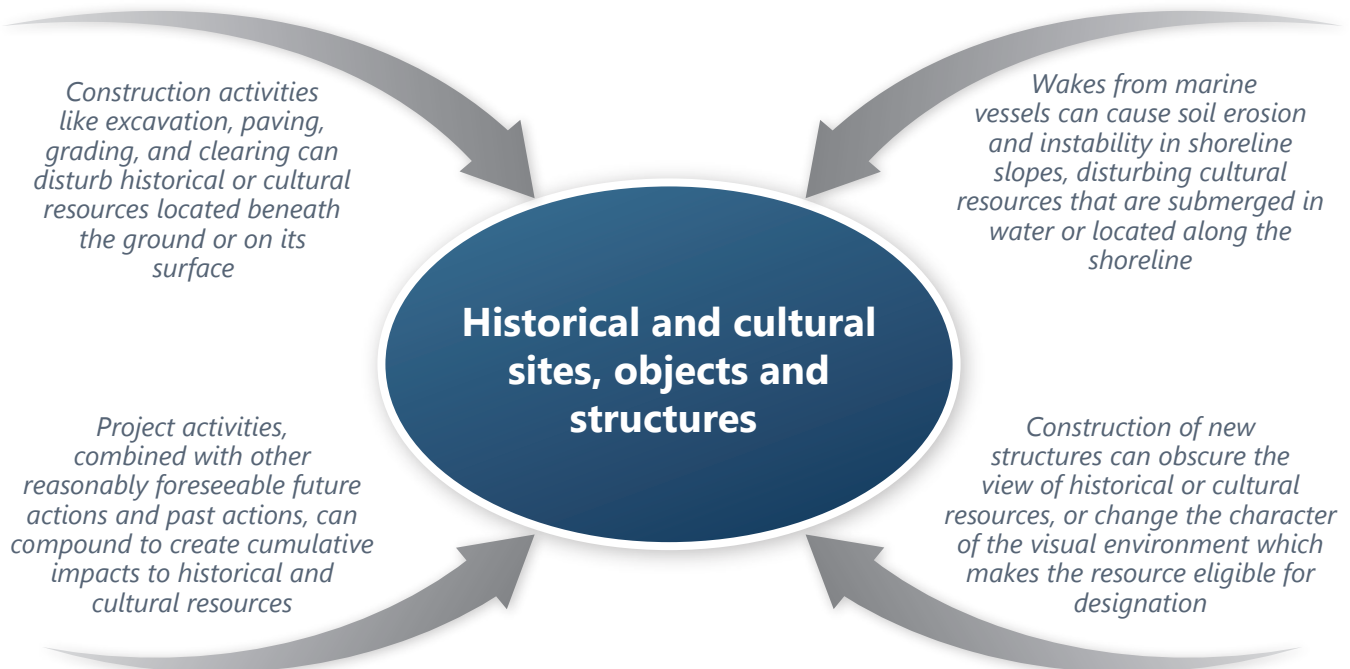 Construction activities
like excavation, paving,
grading, and clearing can
disturb historical or cultural
resources located beneath
the ground or on its
surface
Wakes from marine
vessels can cause soil erosion
and instability in shoreline
slopes, disturbing cultural
resources that are submerged in
water or located along the
shoreline
Historical and cultural
sites, objects and
structures
Project activities,
combined with other
reasonably foreseeable future
actions and past actions, can
compound to create cumulative
impacts to historical and
cultural resources
Construction of new
structures can obscure the
view of historical or cultural
resources, or change the character
of the visual environment which
makes the resource eligible for
designation